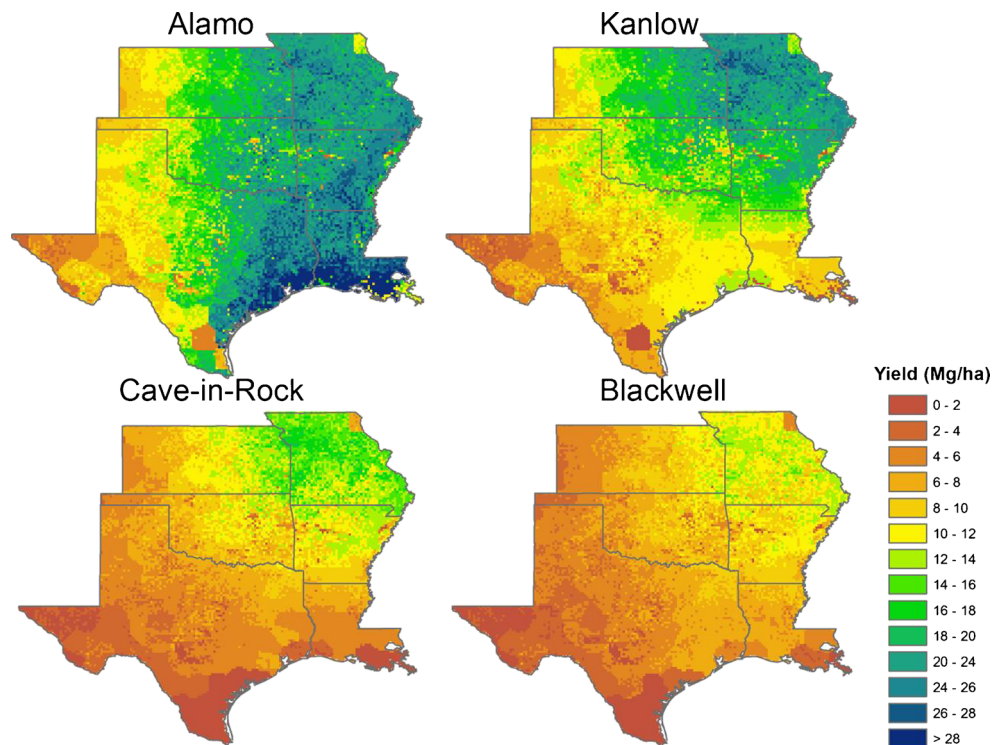 Alamo
Kanlow
Cave-in-Rock
Blackwell
Yield (Mg/ha)
0 - 2
2 - 4
4 - 6
6 - 8
8 - 10
10 - 12
12 - 14
14 - 16
16 - 18
18 - 20
20 - 24
24 - 26
26 - 28
> 28